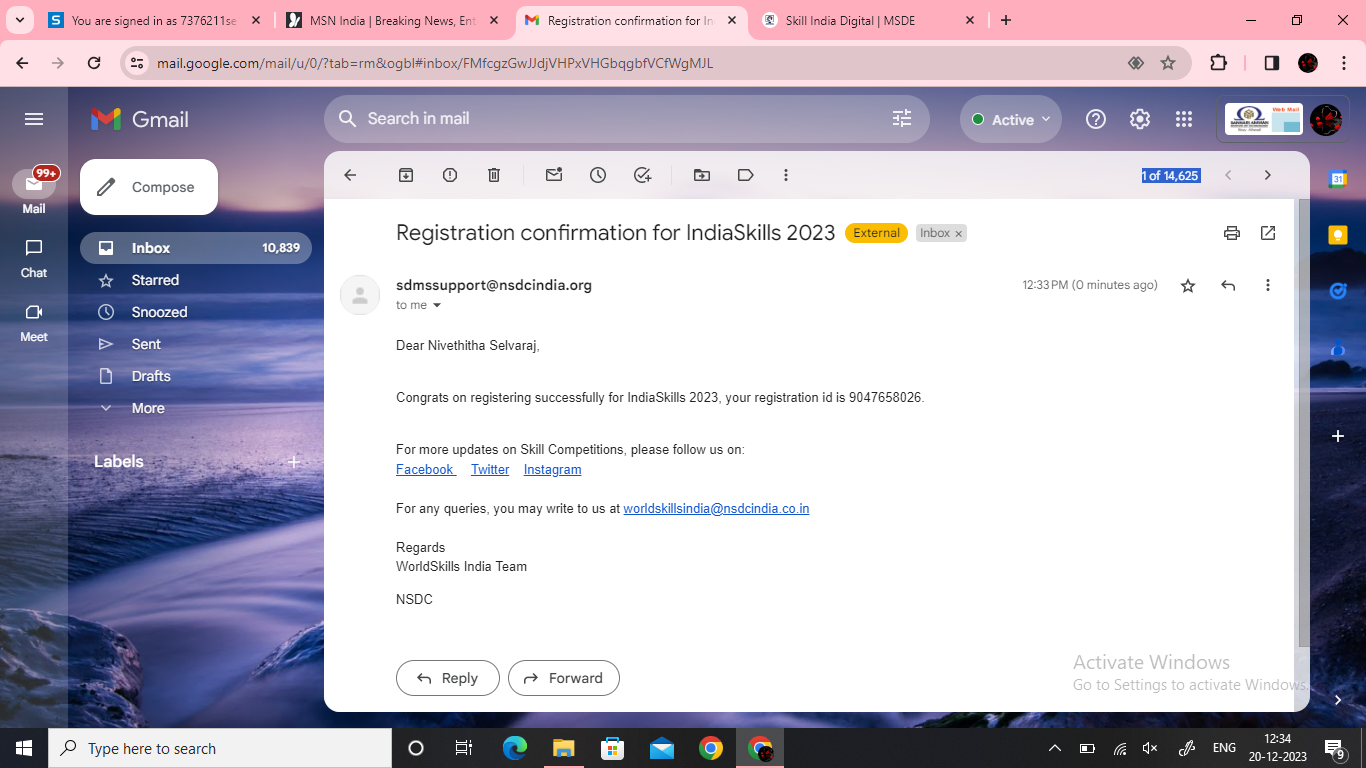 You are signed in as 7376211se
MSN India | Breaking News, Ent
Registration confirmation for In
Skill India Digital | MSDE
mail.google.com/mail/u/0/?tab=rm&ogbl#inbox/FMfcgzGwJJdjVHPxVHGbqgbfVCfWgMJL
Gmail
Search in mail
Active
Web Mail
99+
Mail
Chat
Meet
Compose
Inbox 10,839
Starred
Snoozed
Sent
Drafts
More
Labels
1 of 14,625
31
Registration confirmation for IndiaSkills 2023 External Inbox ×
sdmssupport@nsdcindia.org 12:33 PM (0 minutes ago)
to me
Dear Nivethitha Selvaraj,
Congrats on registering successfully for IndiaSkills 2023, your registration id is 9047658026.
For more updates on Skill Competitions, please follow us on:
Facebook Twitter Instagram
For any queries, you may write to us at worldskillsindia@nsdcindia.co.in
Regards
WorldSkills India Team
NSDC
Reply Forward
Activate Windows
Go to Settings to activate Windows.
Type here to search
ENG
12:34
20-12-2023
9